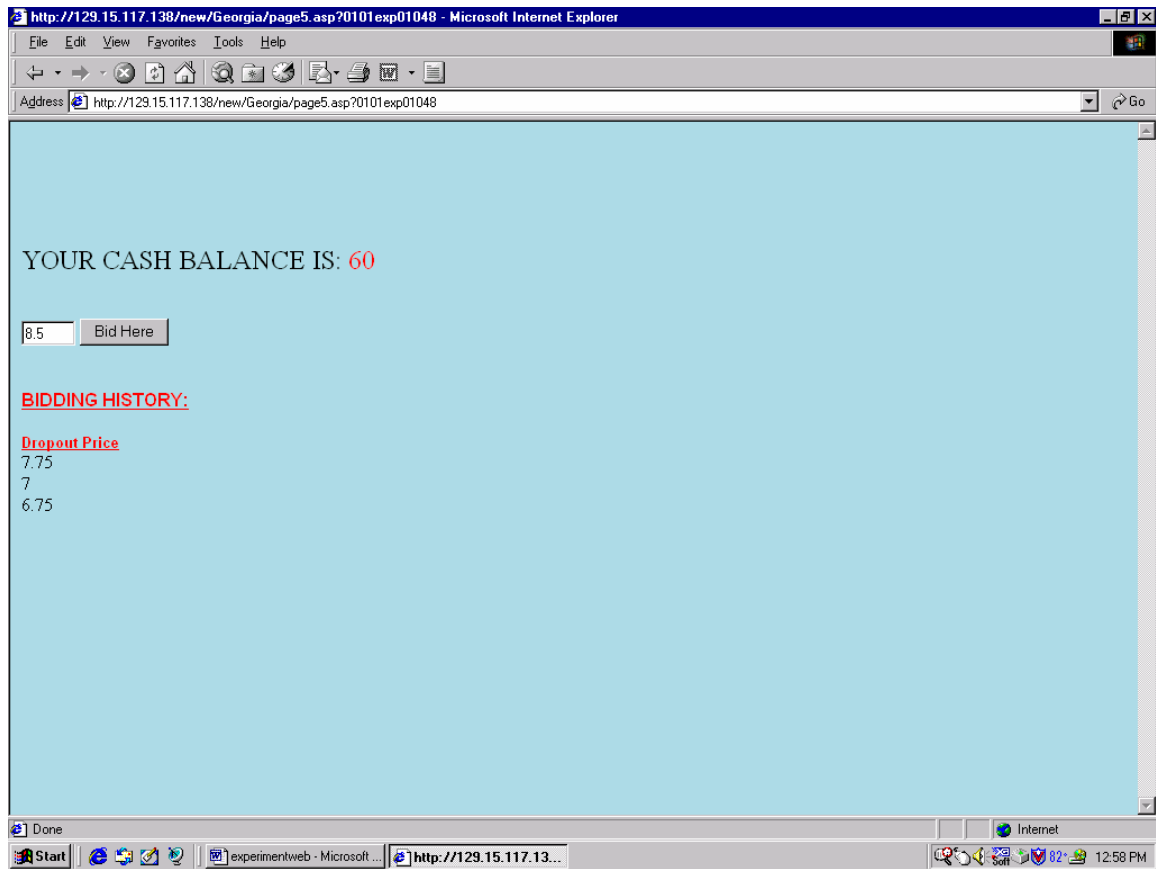 http://129.15.117.138/new/Georgia/page5.asp?0101exp01048 - Microsoft Internet Explorer
File Edit View Favorites Tools Help
Address http://129.15.117.138/new/Georgia/page5.asp?0101exp01048 Go
YOUR CASH BALANCE IS: 60
8.5 Bid Here
BIDDING HISTORY:
Dropout Price
7.75
7
6.75
Done Internet
Start experimentweb - Microsoft ... http://129.15.117.13... 82° 12:58 PM